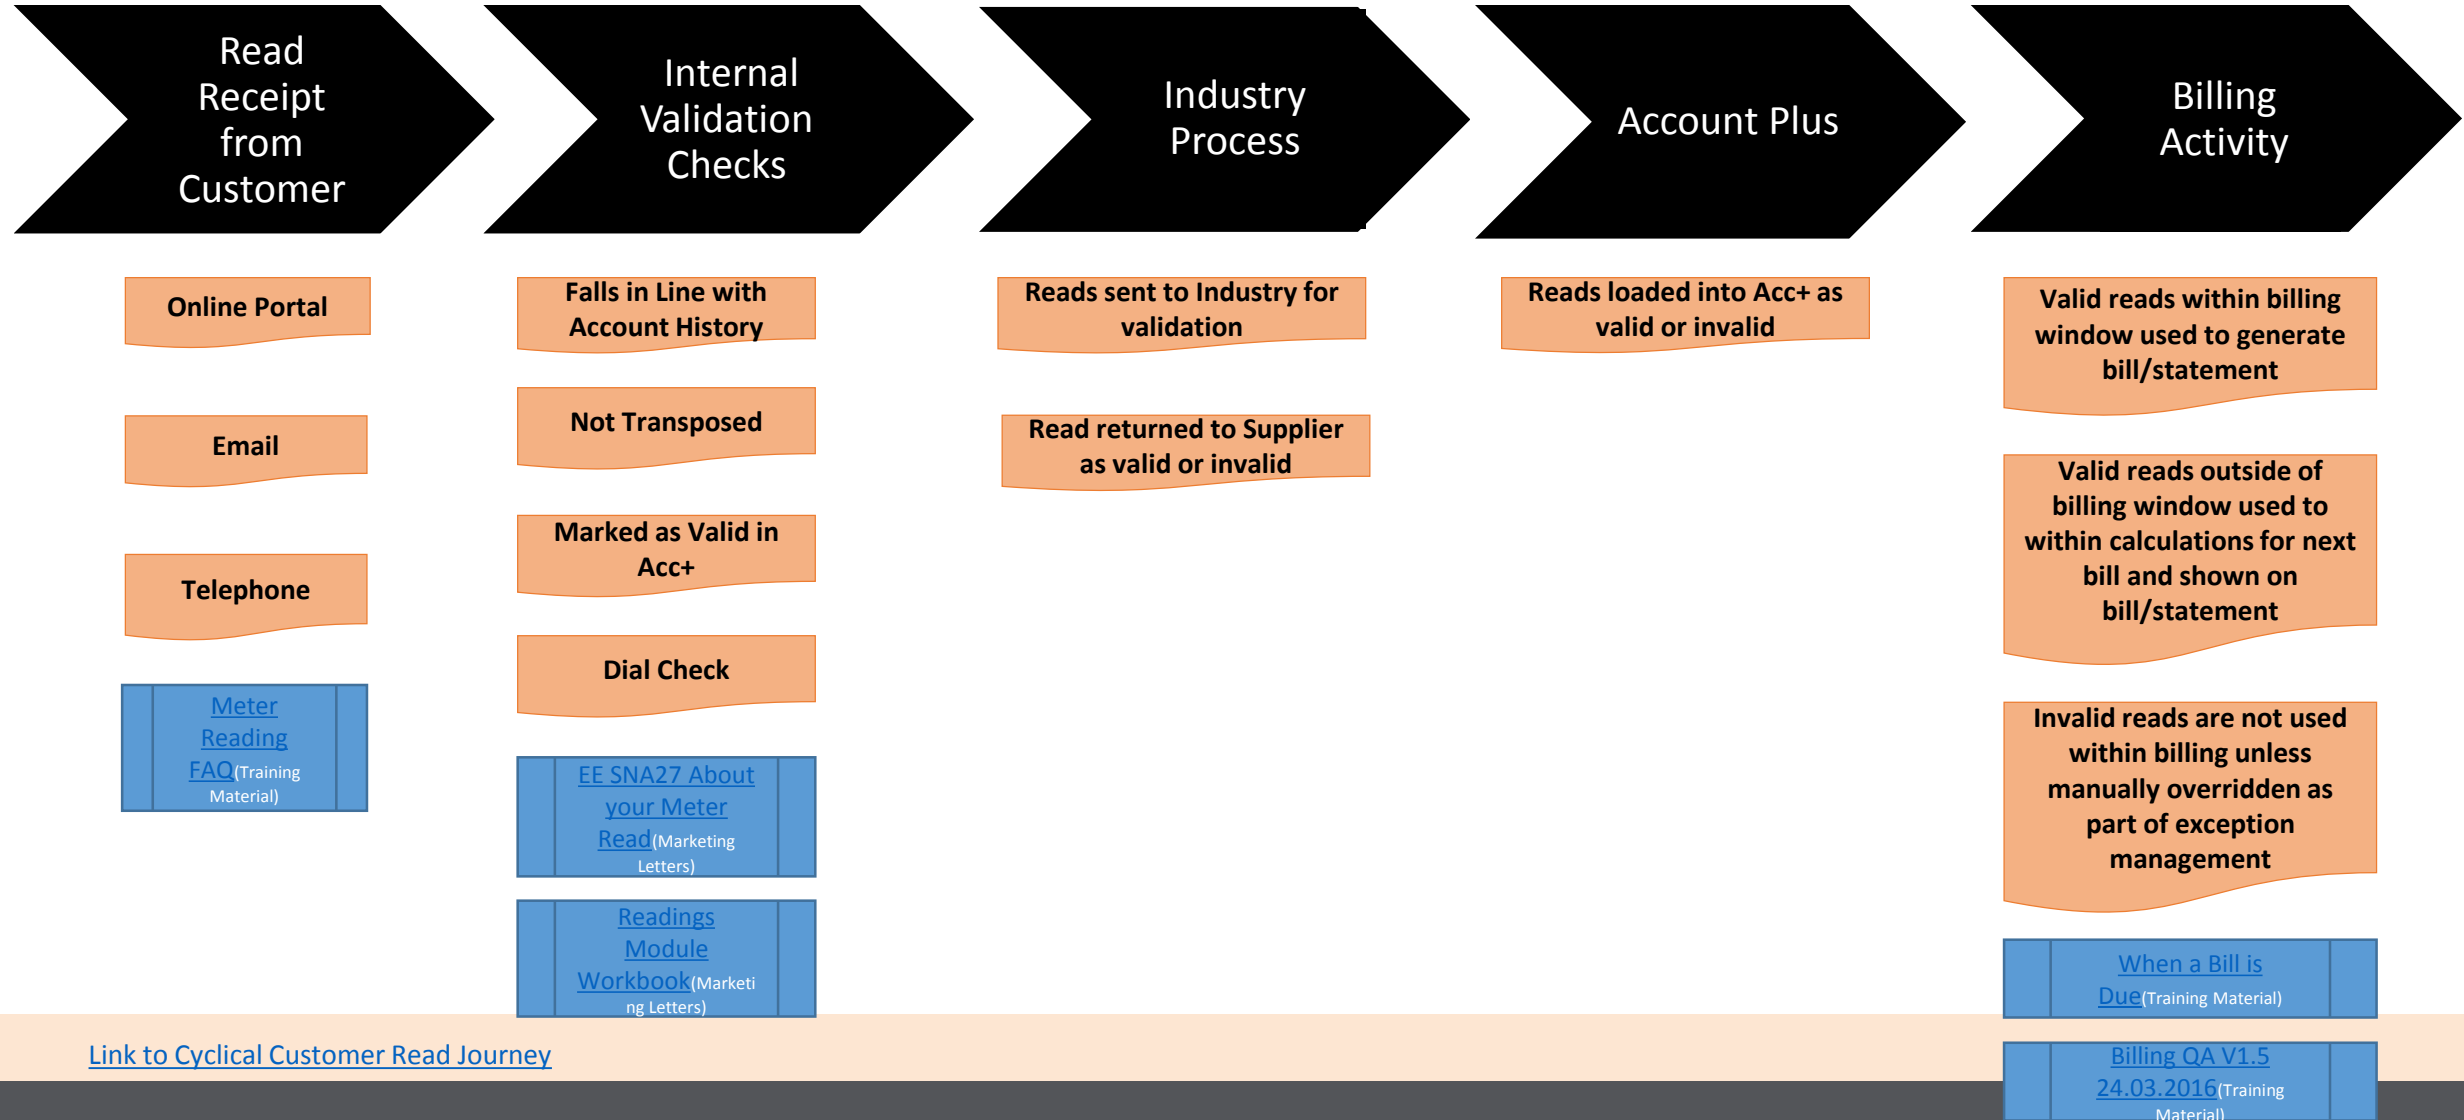 Read
Receipt
from
Customer
Internal
Validation
Checks
Industry
Process
Account Plus
Billing
Activity
Online Portal
Email
Telephone
Meter
Reading
FAQ(Training
Material)
Falls in Line with
Account History
Not Transposed
Marked as Valid in
Acc+
Dial Check
EE SNA27 About
your Meter
Read(Marketing
Letters)
Readings
Module
Workbook(Marketi
ng Letters)
Reads sent to Industry for
validation
Read returned to Supplier
as valid or invalid
Reads loaded into Acc+ as
valid or invalid
Valid reads within billing
window used to generate
bill/statement
Valid reads outside of
billing window used to
within calculations for next
bill and shown on
bill/statement
Invalid reads are not used
within billing unless
manually overridden as
part of exception
management
When a Bill is
Due(Training Material)
Billing QA V1.5
24.03.2016(Training
Material)
Link to Cyclical Customer Read Journey